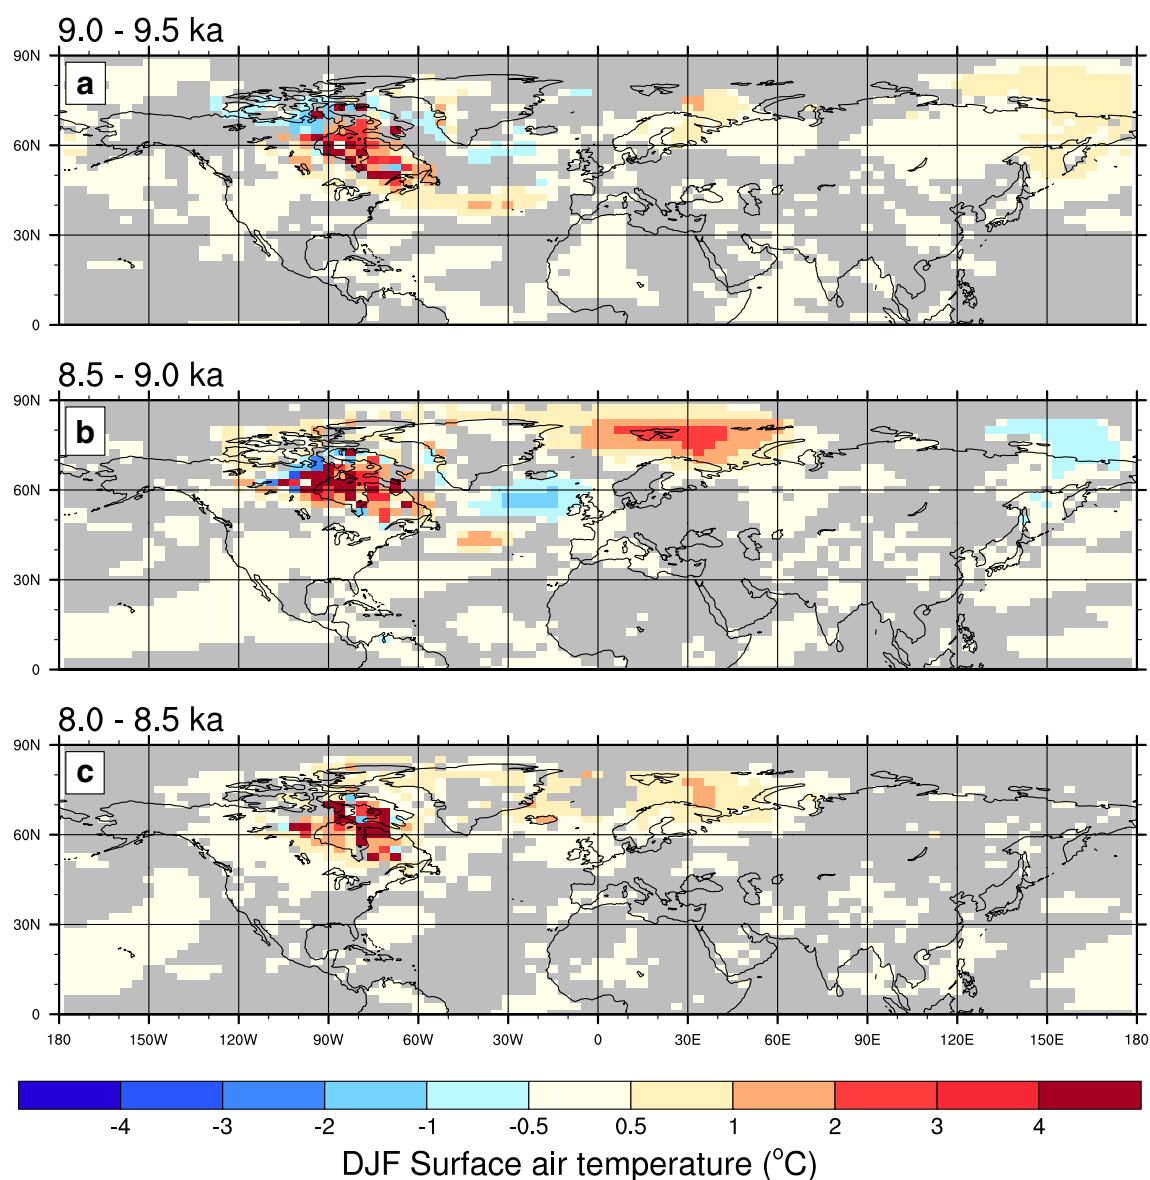 9.0 - 9.5 ka
90N
a
60N
30N
0
8.5 - 9.0 ka
90N
b
60N
30N
0
8.0 - 8.5 ka
90N
c
60N
30N
0
180 150W 120W 90W 60W 30W 0 30E 60E 90E 120E 150E 180
-4 -3 -2 -1 -0.5 0.5 1 2 3 4
DJF Surface air temperature (°C)